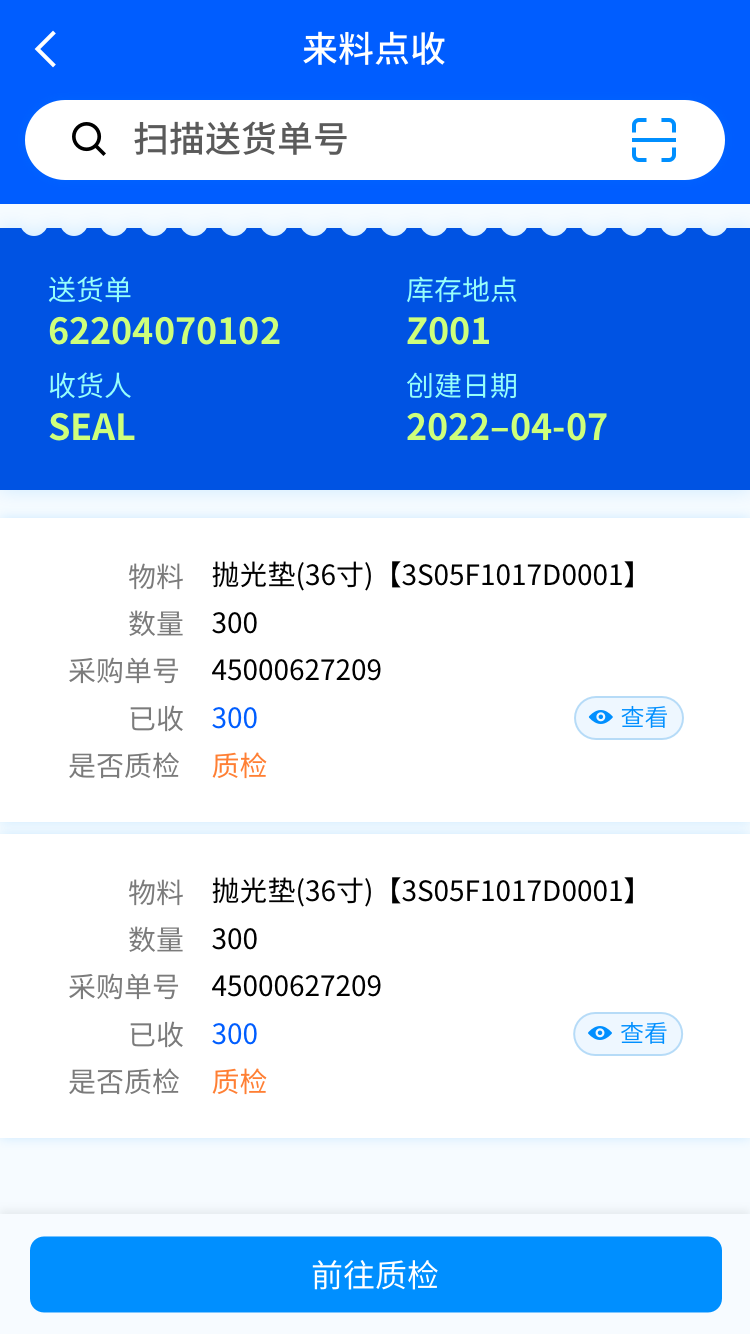 来料点收
扫描送货单号
送货单
62204070102
库存地点
Z001
收货人
SEAL
创建日期
2022–04-07
物料 抛光垫(36寸)【3S05F1017D0001】
数量 300
采购单号 45000627209
已收 300 查看
是否质检 质检
物料 抛光垫(36寸)【3S05F1017D0001】
数量 300
采购单号 45000627209
已收 300 查看
是否质检 质检
前往质检